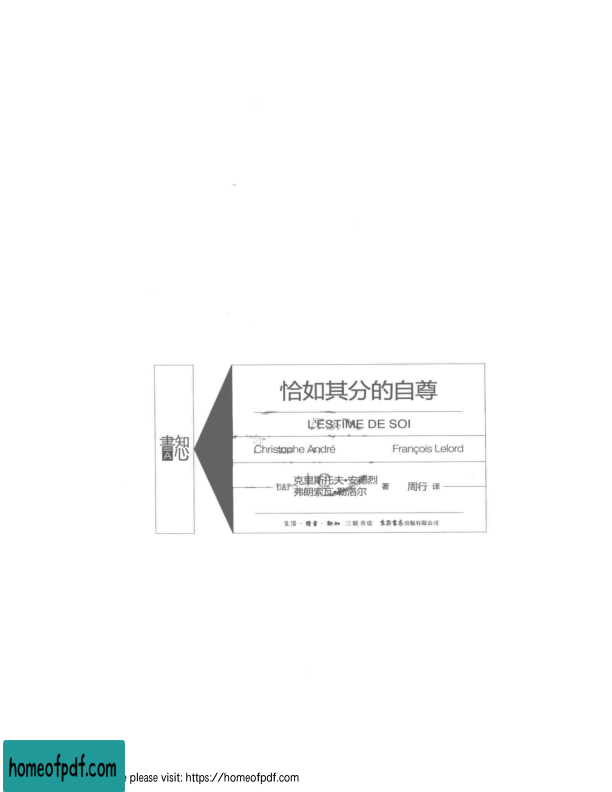 恰如其分的自尊
L'ESTIME DE SOI
書知心
A
Christophe André François Lelord
[法] 克里斯托夫·安德烈 弗朗索瓦·勒洛尔 著 周行 译
生活·讀書·新知 三联书店 生活書店出版有限公司
homeofpdf.com
please visit: https://homeofpdf.com